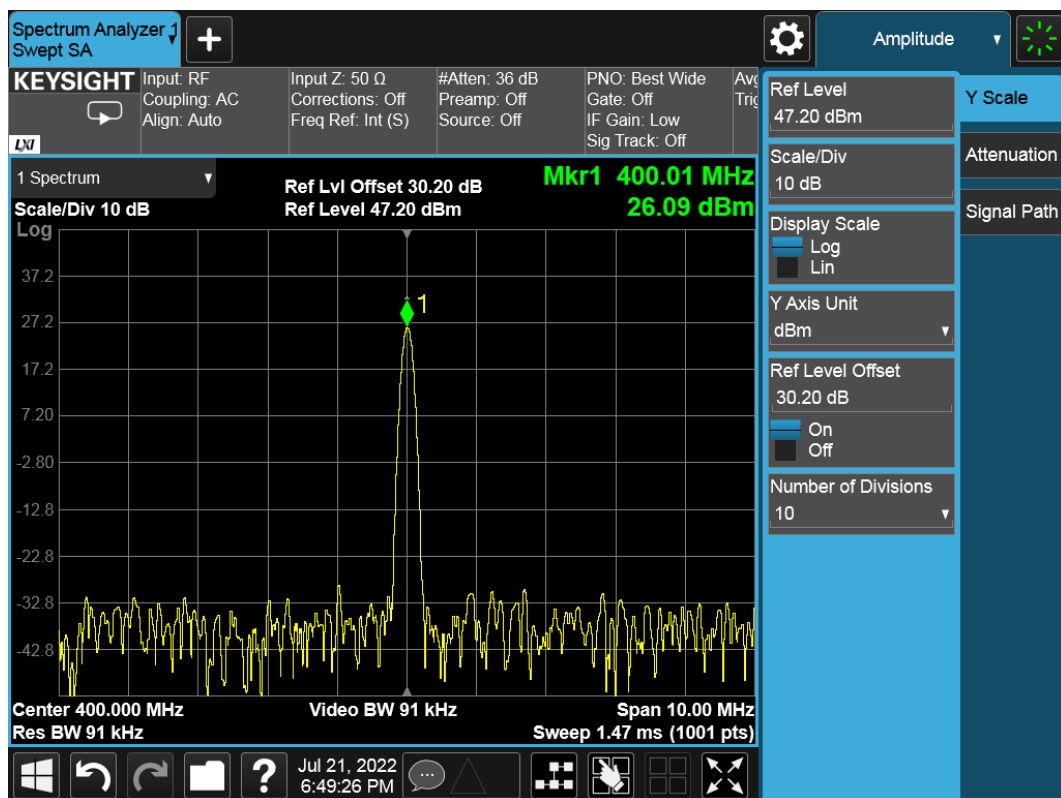 Spectrum Analyzer 1
Swept SA
Amplitude
KEYSIGHT
LXI
Input: RF
Coupling: AC
Align: Auto
Input Z: 50 Ω
Corrections: Off
Freq Ref: Int (S)
#Atten: 36 dB
Preamp: Off
Source: Off
PNO: Best Wide
Gate: Off
IF Gain: Low
Sig Track: Off
Avg
Trig
1 Spectrum
Scale/Div 10 dB
Ref Lvl Offset 30.20 dB
Ref Level 47.20 dBm
Mkr1 400.01 MHz
26.09 dBm
Log
37.2
27.2
17.2
7.20
-2.80
-12.8
-22.8
-32.8
-42.8
1
Center 400.000 MHz
Video BW 91 kHz
Span 10.00 MHz
Res BW 91 kHz
Sweep 1.47 ms (1001 pts)
Ref Level
47.20 dBm
Scale/Div
10 dB
Display Scale
Log
Lin
Y Axis Unit
dBm
Ref Level Offset
30.20 dB
On
Off
Number of Divisions
10
Y Scale
Attenuation
Signal Path
?
Jul 21, 2022
6:49:26 PM